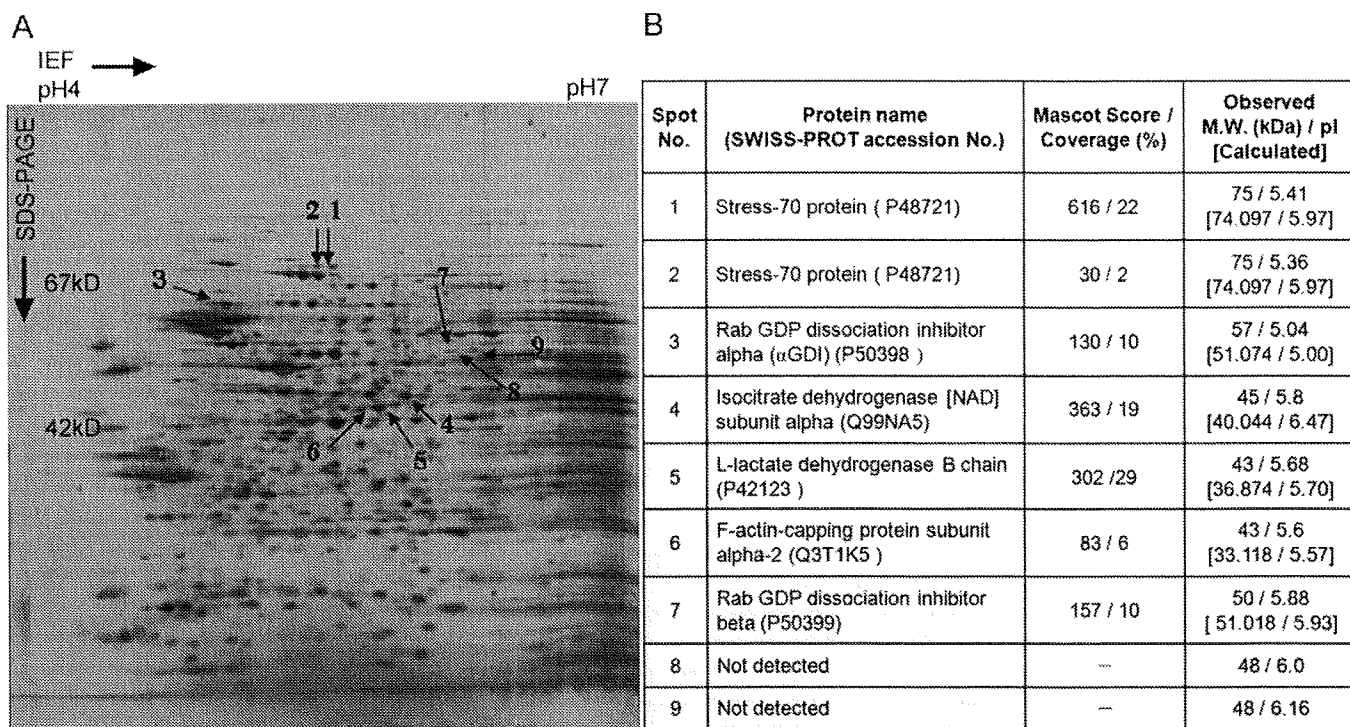 A
IEF
pH4
pH7
SDS-PAGE
2 1
7
3
67kD
9
8
42kD
4
6
5
B
Spot No.
Protein name
(SWISS-PROT accession No.)
Mascot Score /
Coverage (%)
Observed
M.W. (kDa) / pI
[Calculated]
1
Stress-70 protein ( P48721)
616 / 22
75 / 5.41
[74.097 / 5.97]
2
Stress-70 protein ( P48721)
30 / 2
75 / 5.36
[74.097 / 5.97]
3
Rab GDP dissociation inhibitor
alpha (αGDI) (P50398 )
130 / 10
57 / 5.04
[51.074 / 5.00]
4
Isocitrate dehydrogenase [NAD]
subunit alpha (Q99NA5)
363 / 19
45 / 5.8
[40.044 / 6.47]
5
L-lactate dehydrogenase B chain
(P42123 )
302 /29
43 / 5.68
[36.874 / 5.70]
6
F-actin-capping protein subunit
alpha-2 (Q3T1K5 )
83 / 6
43 / 5.6
[33.118 / 5.57]
7
Rab GDP dissociation inhibitor
beta (P50399)
157 / 10
50 / 5.88
[ 51.018 / 5.93]
8
Not detected
–
48 / 6.0
9
Not detected
–
48 / 6.16